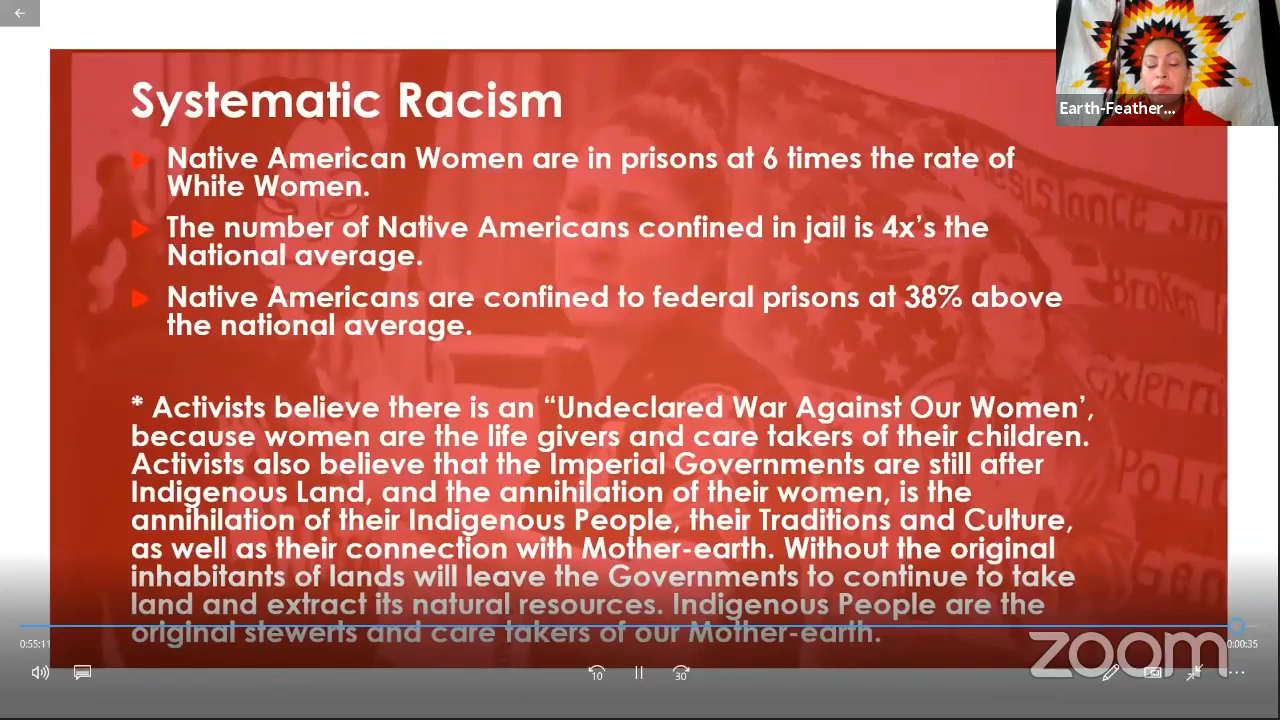 Systematic Racism
Native American Women are in prisons at 6 times the rate of
White Women.
The number of Native Americans confined in jail is 4x's the
National average.
Native Americans are confined to federal prisons at 38% above
the national average.
* Activists believe there is an “Undeclared War Against Our Women’,
because women are the life givers and care takers of their children.
Activists also believe that the Imperial Governments are still after
Indigenous Land, and the annihilation of their women, is the
annihilation of their Indigenous People, their Traditions and Culture,
as well as their connection with Mother-earth. Without the original
inhabitants of lands will leave the Governments to continue to take
land and extract its natural resources. Indigenous People are the
original stewerts and care takers of our Mother-earth.
Earth-Feather...
Resistance
Broken
Extermi
0:55:11
0:00:35
10
30
zoom